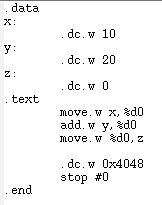 .data
x:
.dc.w 10
y:
.dc.w 20
z:
.dc.w 0
.text
move.w x,%d0
add.w y,%d0
move.w %d0,z
.dc.w 0x4048
stop #0
.end